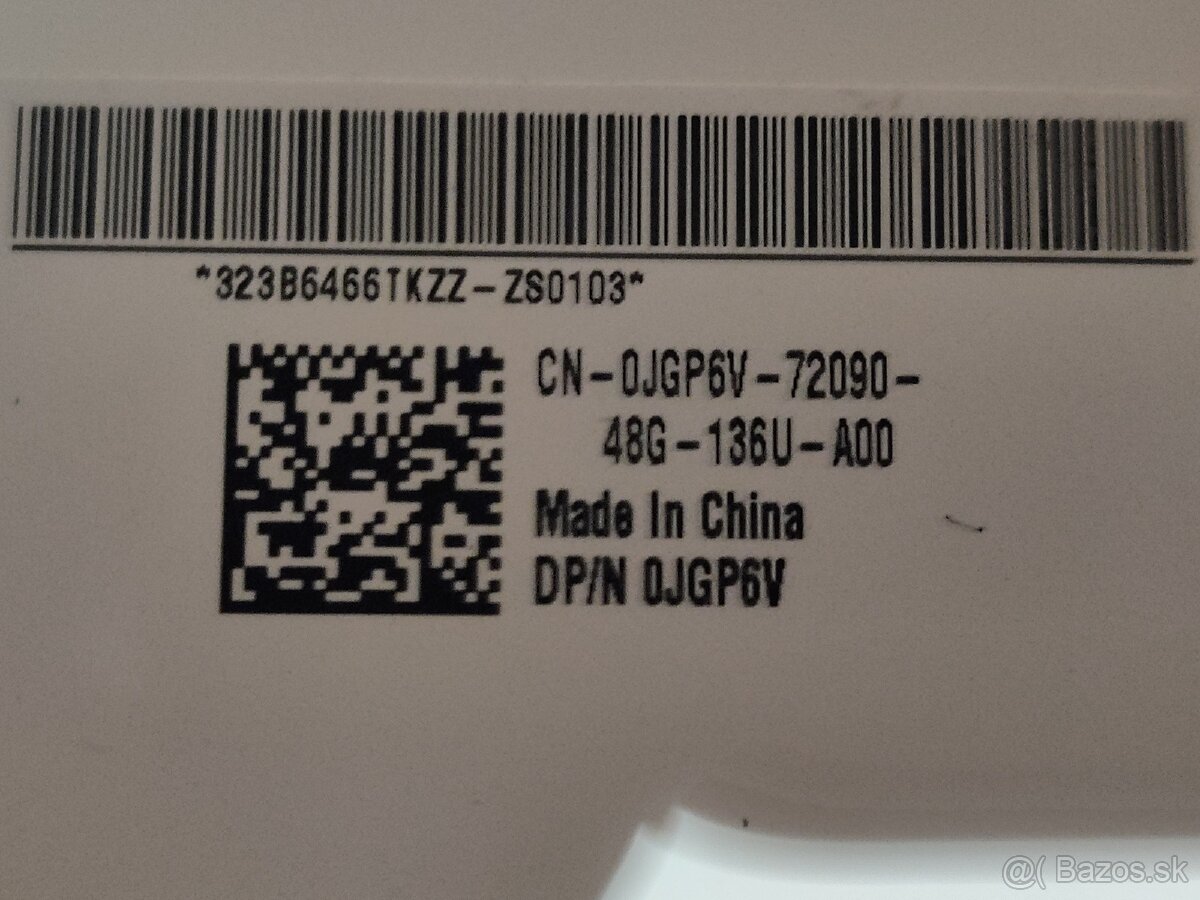 *323B6466TKZZ-ZS0103*
CN-0JGP6V-72090-
48G-136U-A00
Made In China
DP/N 0JGP6V
@( Bazos.sk